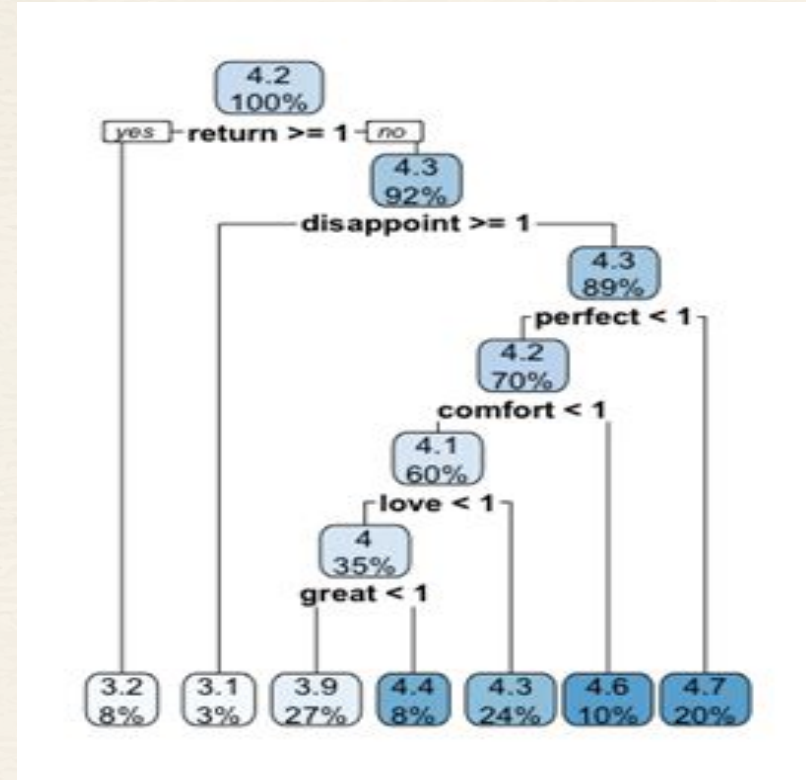 4.2
100%
yes return >= 1 no
4.3
92%
disappoint >= 1
4.3
89%
perfect < 1
4.2
70%
comfort < 1
4.1
60%
love < 1
4
35%
great < 1
3.2 3.1 3.9 4.4 4.3 4.6 4.7
8% 3% 27% 8% 24% 10% 20%